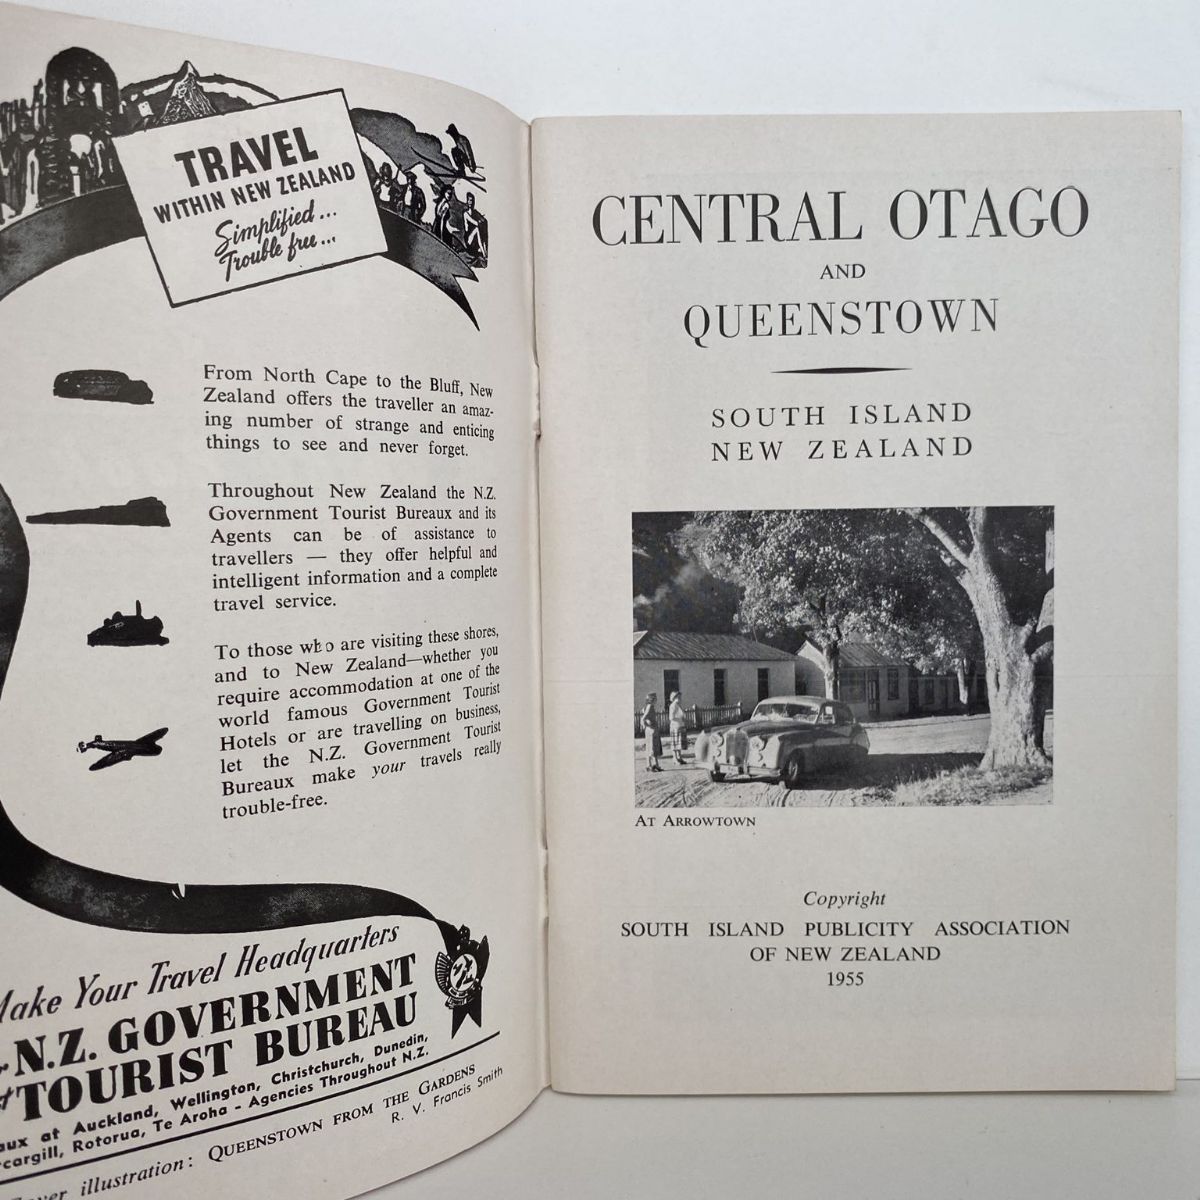 TRAVEL
WITHIN NEW ZEALAND
Simplified...
Trouble free...
From North Cape to the Bluff, New
Zealand offers the traveller an amaz-
ing number of strange and enticing
things to see and never forget.
Throughout New Zealand the N.Z.
Government Tourist Bureaux and its
Agents can be of assistance to
travellers — they offer helpful and
intelligent information and a complete
travel service.
To those who are visiting these shores,
and to New Zealand—whether you
require accommodation at one of the
world famous Government Tourist
Hotels or are travelling on business,
let the N.Z. Government Tourist
Bureaux make your travels really
trouble-free.
Make Your Travel Headquarters
N.Z. GOVERNMENT
TOURIST BUREAU
aux at Auckland, Wellington, Christchurch, Dunedin,
cargill, Rotorua, Te Aroha - Agencies Throughout N.Z.
Cover illustration: QUEENSTOWN FROM THE GARDENS
R. V. Francis Smith
CENTRAL OTAGO
AND
QUEENSTOWN
SOUTH ISLAND
NEW ZEALAND
AT ARROWTOWN
Copyright
SOUTH ISLAND PUBLICITY ASSOCIATION
OF NEW ZEALAND
1955